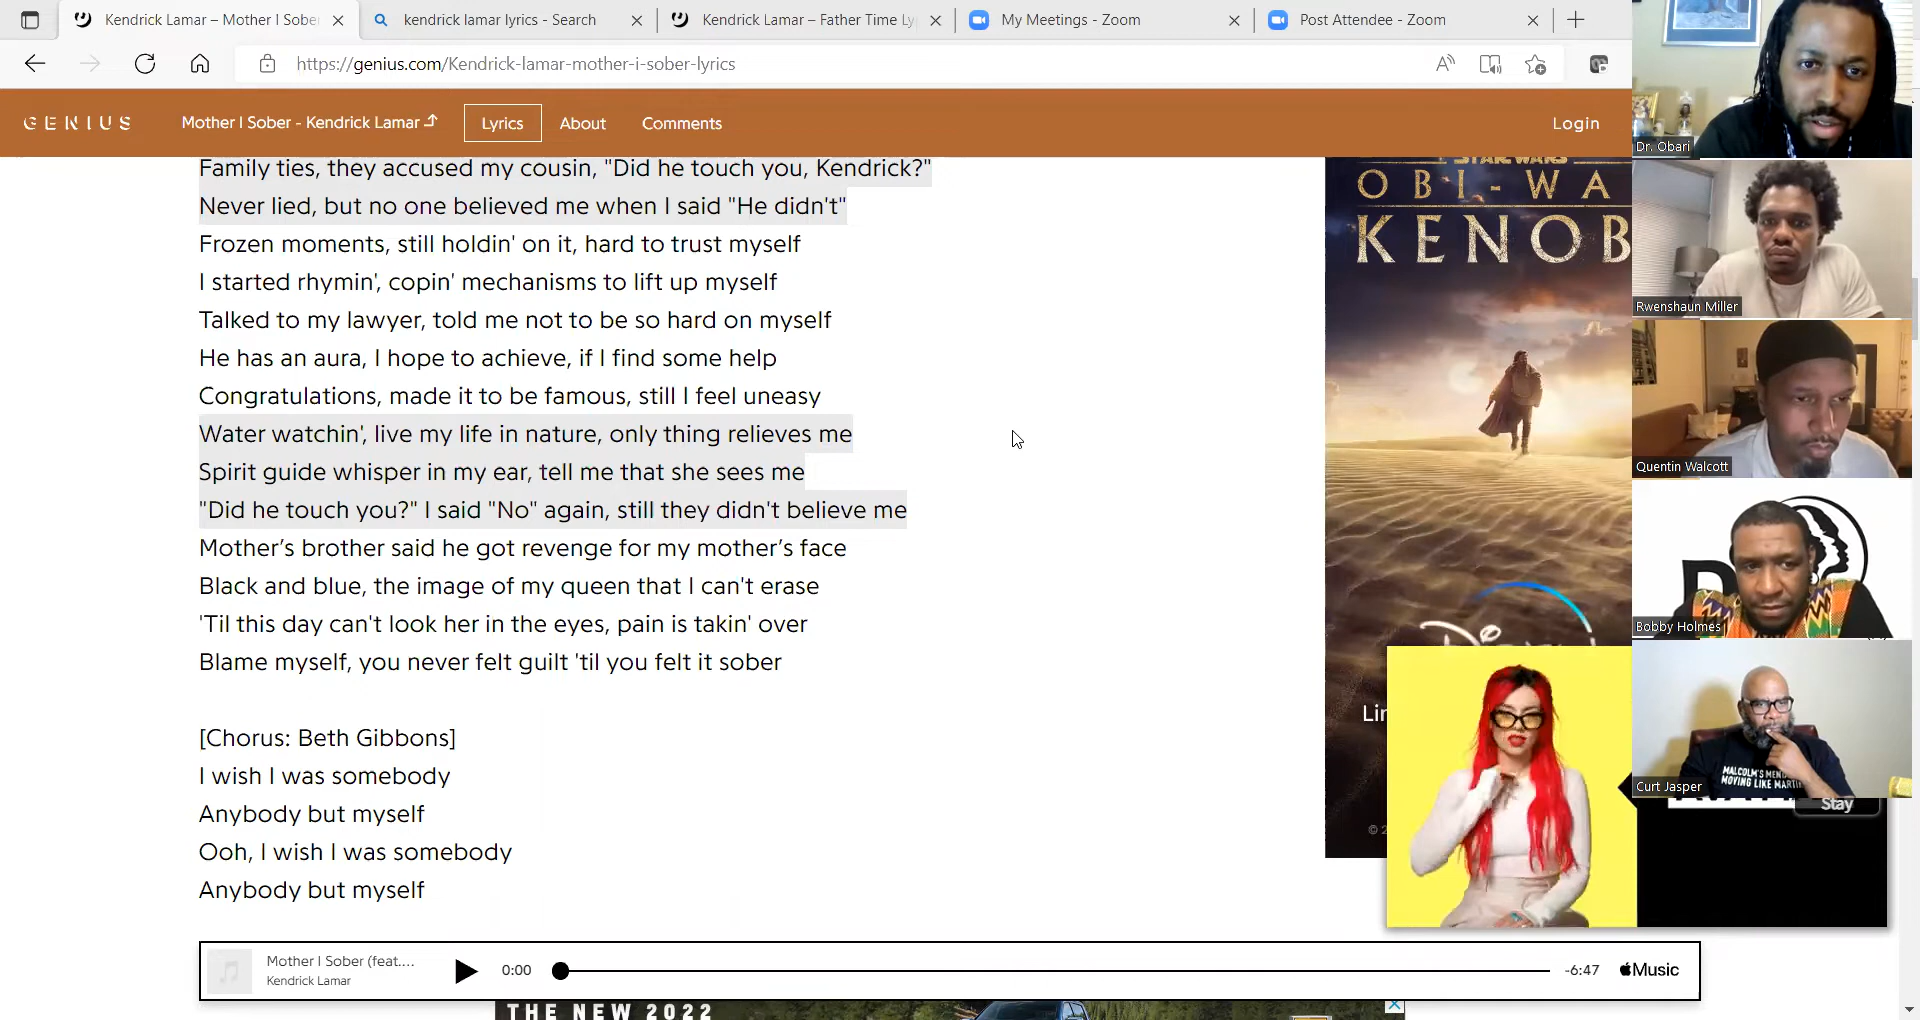 Kendrick Lamar – Mother I Sober
kendrick lamar lyrics - Search
Kendrick Lamar – Father Time Ly
My Meetings - Zoom
Post Attendee - Zoom
https://genius.com/Kendrick-lamar-mother-i-sober-lyrics
GENIUS
Mother I Sober - Kendrick Lamar
Lyrics
About
Comments
Login
Family ties, they accused my cousin, "Did he touch you, Kendrick?"
Never lied, but no one believed me when I said "He didn't"
Frozen moments, still holdin' on it, hard to trust myself
I started rhymin', copin' mechanisms to lift up myself
Talked to my lawyer, told me not to be so hard on myself
He has an aura, I hope to achieve, if I find some help
Congratulations, made it to be famous, still I feel uneasy
Water watchin', live my life in nature, only thing relieves me
Spirit guide whisper in my ear, tell me that she sees me
"Did he touch you?" I said "No" again, still they didn't believe me
Mother’s brother said he got revenge for my mother’s face
Black and blue, the image of my queen that I can't erase
'Til this day can't look her in the eyes, pain is takin' over
Blame myself, you never felt guilt 'til you felt it sober
[Chorus: Beth Gibbons]
I wish I was somebody
Anybody but myself
Ooh, I wish I was somebody
Anybody but myself
Mother I Sober (feat....
Kendrick Lamar
0:00
-6:47
Music
THE NEW 2022
STAR WARS
OBI-WA
KENOB
Disney
Lir
© 2
Stay
Dr. Obari
Rwenshaun Miller
Quentin Walcott
Bobby Holmes
Curt Jasper
MALCOLM'S
MOVING LIKE